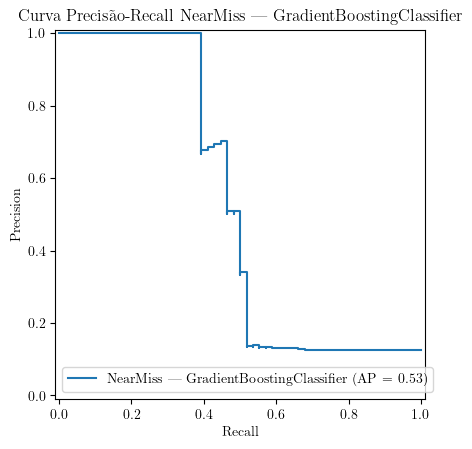 Curva Precisão-Recall NearMiss — GradientBoostingClassifier
1.0
0.8
0.6
0.4
0.2
0.0
Precision
NearMiss — GradientBoostingClassifier (AP = 0.53)
0.0 0.2 0.4 0.6 0.8 1.0
Recall